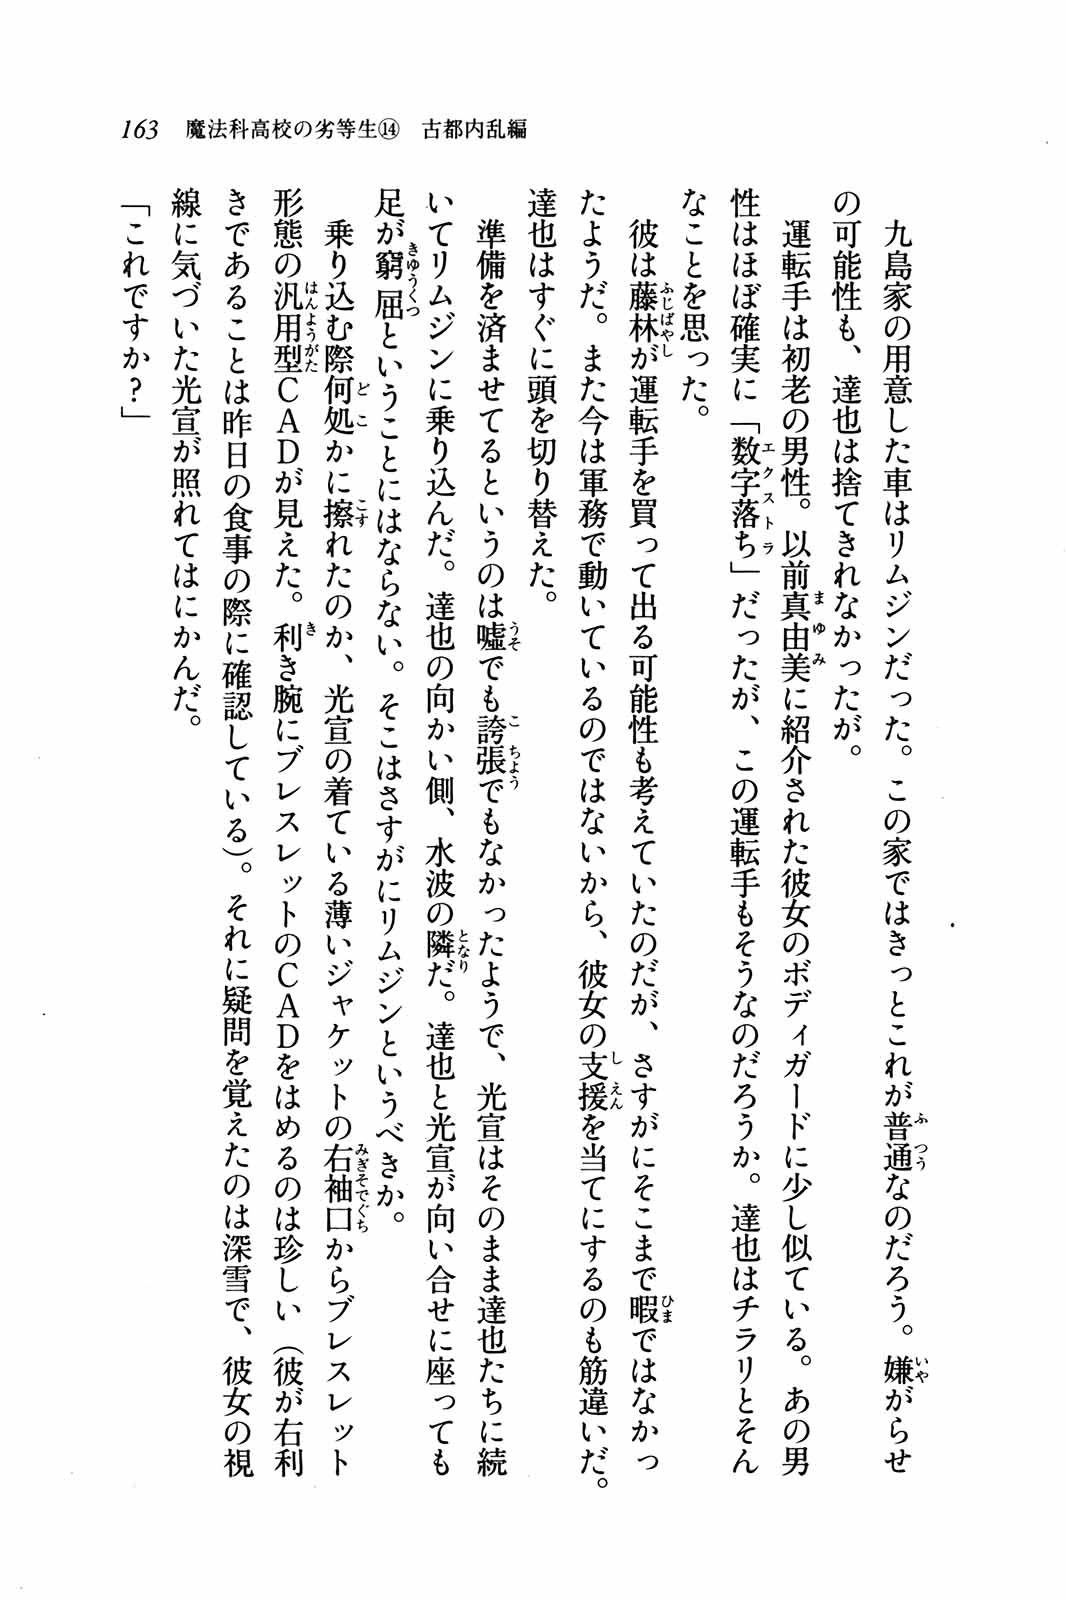 163 魔法科高校の劣等生⑭ 古都内乱編
九島家の用意した車はリムジンだった。この家ではきっとこれが普通なのだろう。嫌がらせ
の可能性も、達也は捨てきれなかったが。
運転手は初老の男性。以前真由美に紹介された彼女のボディガードに少し似ている。あの男
性はほぼ確実に「数字落ち」だったが、この運転手もそうなのだろうか。達也はチラリとそん
なことを思った。
彼は藤林が運転手を買って出る可能性も考えていたのだが、さすがにそこまで暇ではなかっ
たようだ。また今は軍務で動いているのではないから、彼女の支援を当てにするのも筋違いだ。
達也はすぐに頭を切り替えた。
準備を済ませてるというのは嘘でも誇張でもなかったようで、光宣はそのまま達也たちに続
いてリムジンに乗り込んだ。達也の向かい側、水波の隣だ。達也と光宣が向い合せに座っても
足が窮屈ということにはならない。そこはさすがにリムジンというべきか。
乗り込む際何処かに擦れたのか、光宣の着ている薄いジャケットの右袖口からブレスレット
形態の汎用型ＣＡＤが見えた。利き腕にブレスレットのＣＡＤをはめるのは珍しい（彼が右利
きであることは昨日の食事の際に確認している）。それに疑問を覚えたのは深雪で、彼女の視
線に気づいた光宣が照れてはにかんだ。
「これですか？」